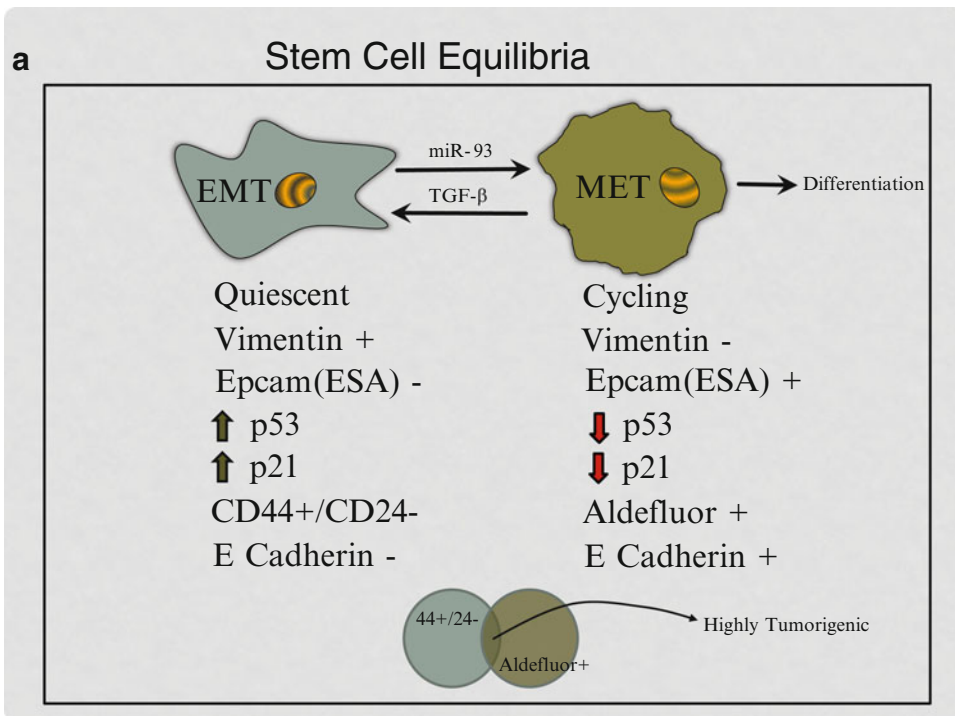 a
Stem Cell Equilibria
EMT
miR-93
TGF-β
MET
Differentiation
Quiescent
Vimentin +
Epcam(ESA) -
p53
p21
CD44+/CD24-
E Cadherin -
Cycling
Vimentin -
Epcam(ESA) +
p53
p21
Aldefluor +
E Cadherin +
44+/24-
Aldefluor+
Highly Tumorigenic